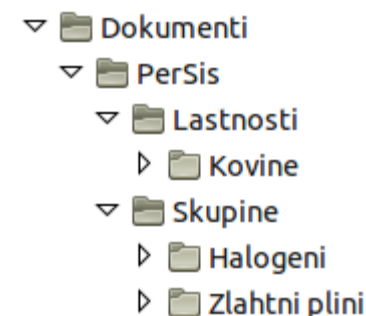 Dokumenti
PerSis
Lastnosti
Kovine
Skupine
Halogeni
Zlahtni plini